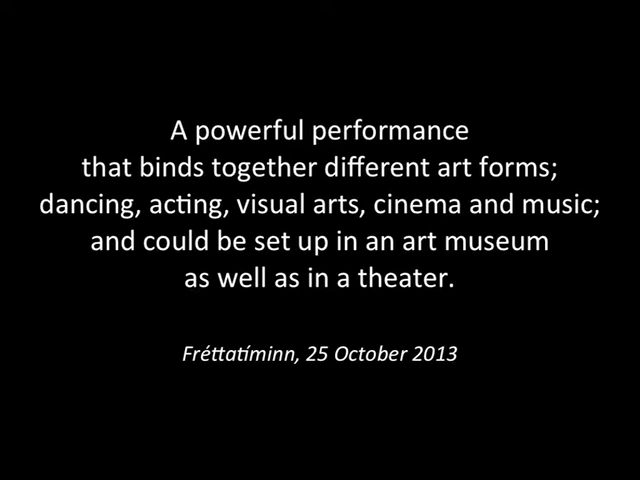 A powerful performance
that binds together different art forms;
dancing, acting, visual arts, cinema and music;
and could be set up in an art museum
as well as in a theater.
Fréttatíminn, 25 October 2013